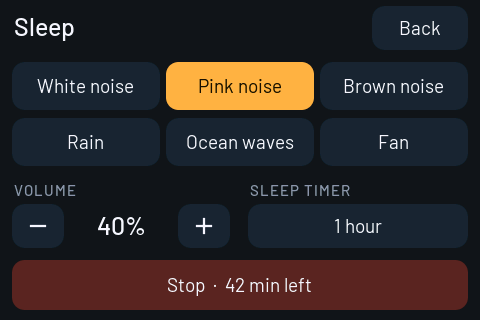 Sleep
Back
White noise
Pink noise
Brown noise
Rain
Ocean waves
Fan
VOLUME
SLEEP TIMER
− 40% +
1 hour
Stop · 42 min left